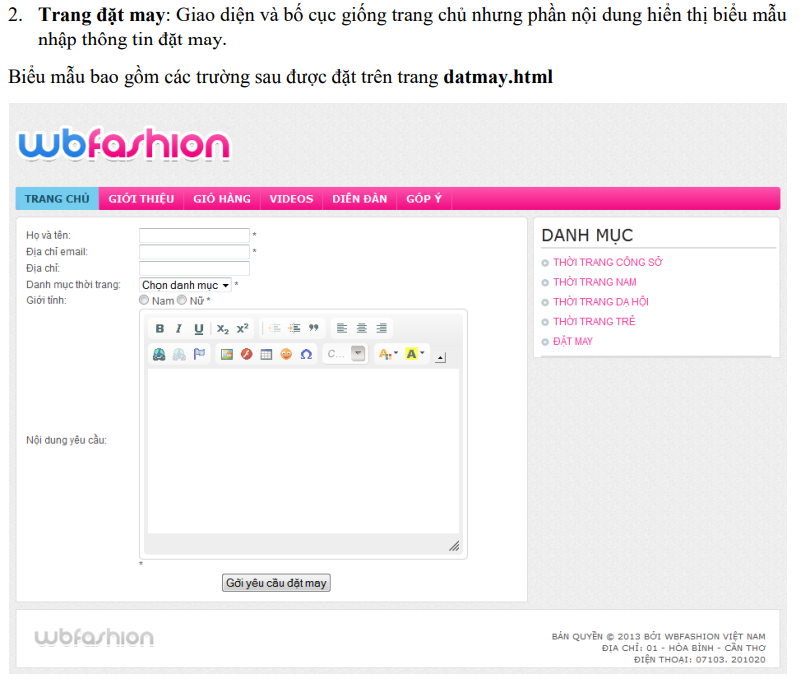 2. Trang đặt may: Giao diện và bố cục giống trang chủ nhưng phần nội dung hiển thị biểu mẫu
nhập thông tin đặt may.
Biểu mẫu bao gồm các trường sau được đặt trên trang datmay.html
wbfashion
TRANG CHỦ GIỚI THIỆU GIỎ HÀNG VIDEOS DIỄN ĐÀN GÓP Ý
Họ và tên: *
Địa chỉ email: *
Địa chỉ:
Danh mục thời trang: Chọn danh mục *
Giới tính: Nam Nữ *
B I U X₂ X²
C... A A
Nội dung yêu cầu:
*
Gởi yêu cầu đặt may
DANH MỤC
THỜI TRANG CÔNG SỞ
THỜI TRANG NAM
THỜI TRANG DẠ HỘI
THỜI TRANG TRẺ
ĐẶT MAY
wbfashion
BẢN QUYỀN © 2013 BỞI WBFASHION VIỆT NAM
ĐỊA CHỈ: 01 - HÒA BÌNH - CẦN THƠ
ĐIỆN THOẠI: 07103. 201020